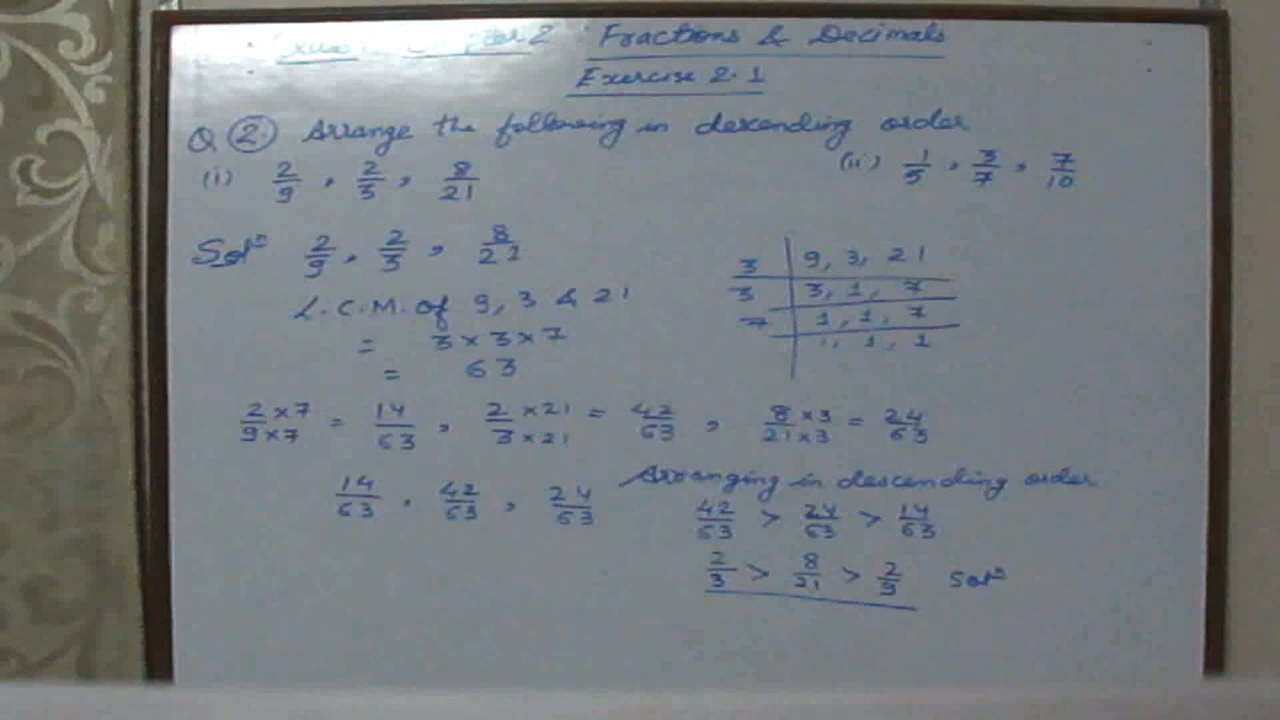 2 Fractions & Decimals
Exercise 2.1
Q 2. Arrange the following in descending order
(i) 2/9 , 2/3 , 8/21 (ii) 1/5 , 3/7 , 7/10
Solⁿ 2/9 , 2/3 , 8/21
L.C.M. of 9, 3 & 21
= 3 × 3 × 7
= 63
3 | 9, 3, 21
3 | 3, 1, 7
7 | 1, 1, 7
1, 1, 1
2×7/9×7 = 14/63 , 2×21/3×21 = 42/63 , 8×3/21×3 = 24/63
14/63 , 42/63 , 24/63
Arranging in descending order
42/63 > 24/63 > 14/63
2/3 > 8/21 > 2/9 Solⁿ